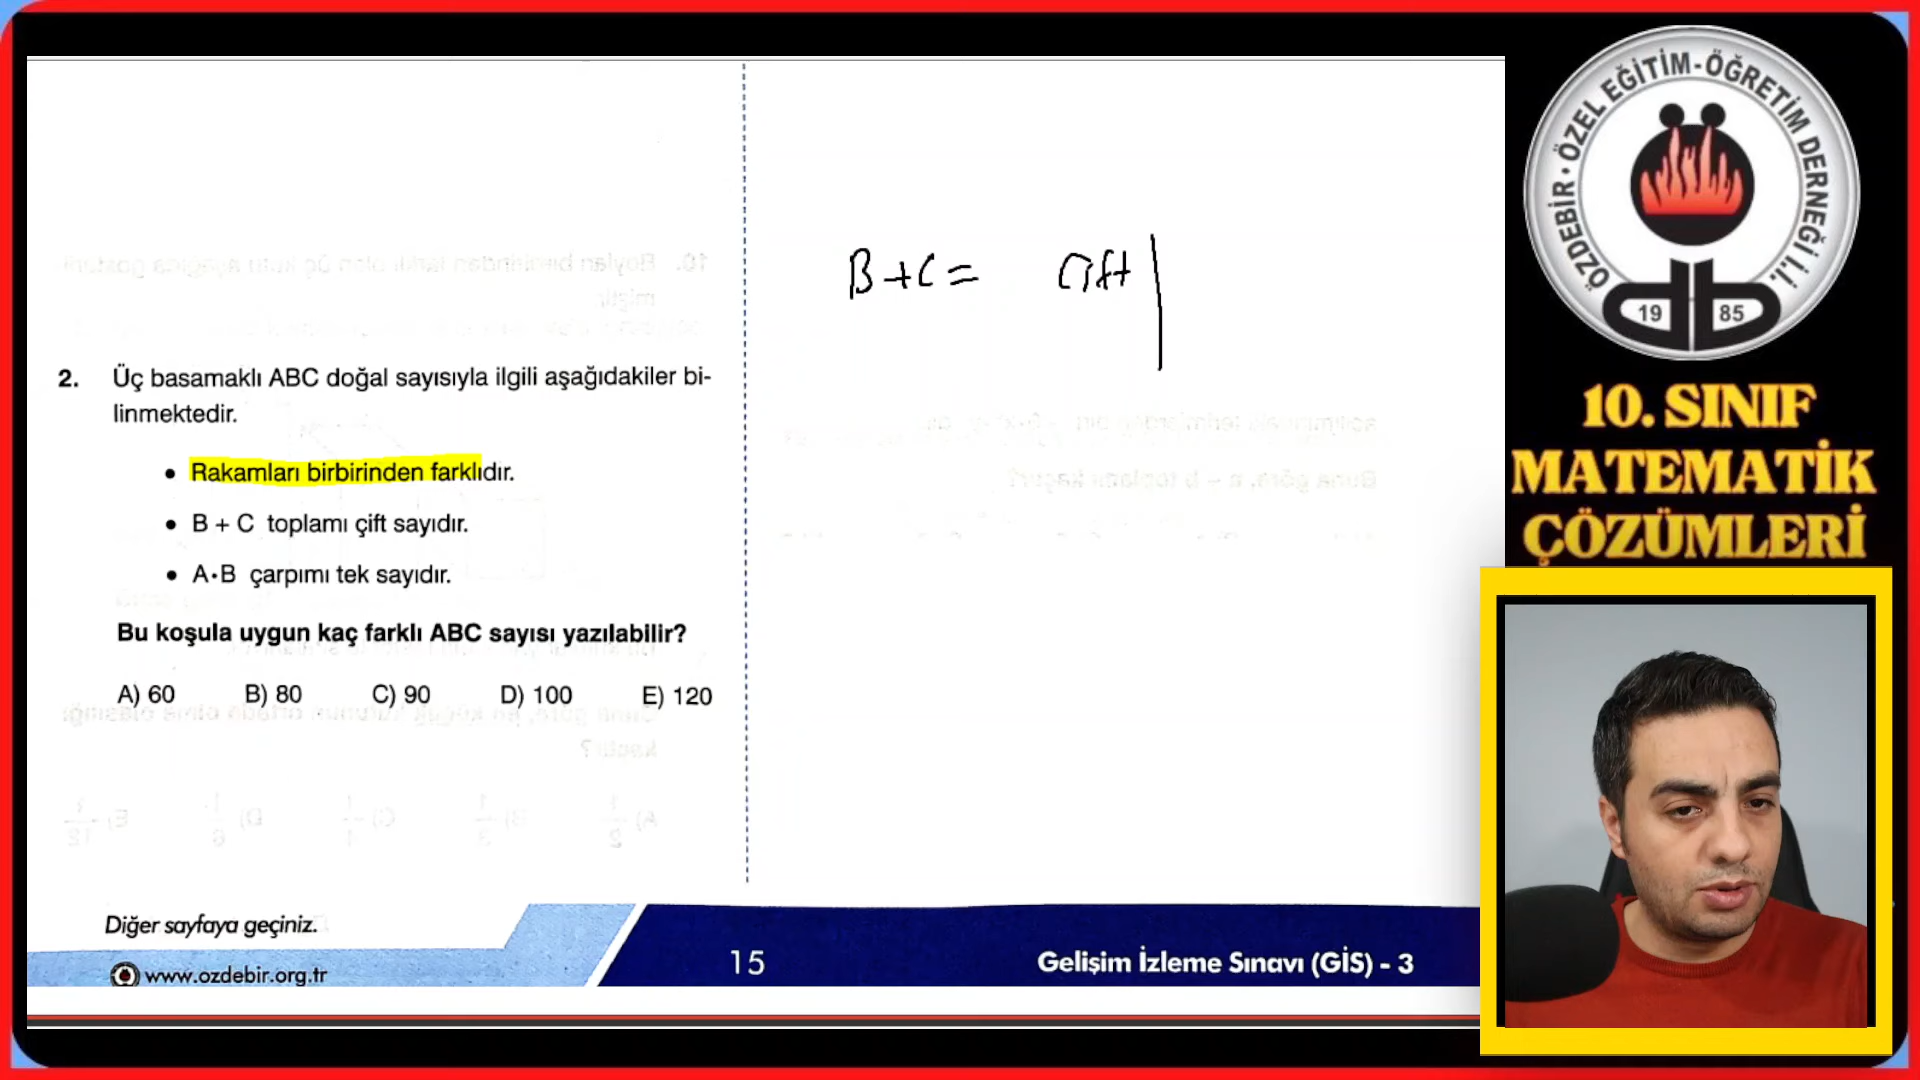 B+C= Çift
2. Üç basamaklı ABC doğal sayısıyla ilgili aşağıdakiler bi-
linmektedir.
• Rakamları birbirinden farklıdır.
• B + C toplamı çift sayıdır.
• A•B çarpımı tek sayıdır.
Bu koşula uygun kaç farklı ABC sayısı yazılabilir?
A) 60 B) 80 C) 90 D) 100 E) 120
Diğer sayfaya geçiniz.
www.ozdebir.org.tr
15
Gelişim İzleme Sınavı (GİS) - 3
ÖZDEBİR • ÖZEL EĞİTİM-ÖĞRETİM DERNEĞİ İ.İ.
19 85
10. SINIF
MATEMATİK
ÇÖZÜMLERİ